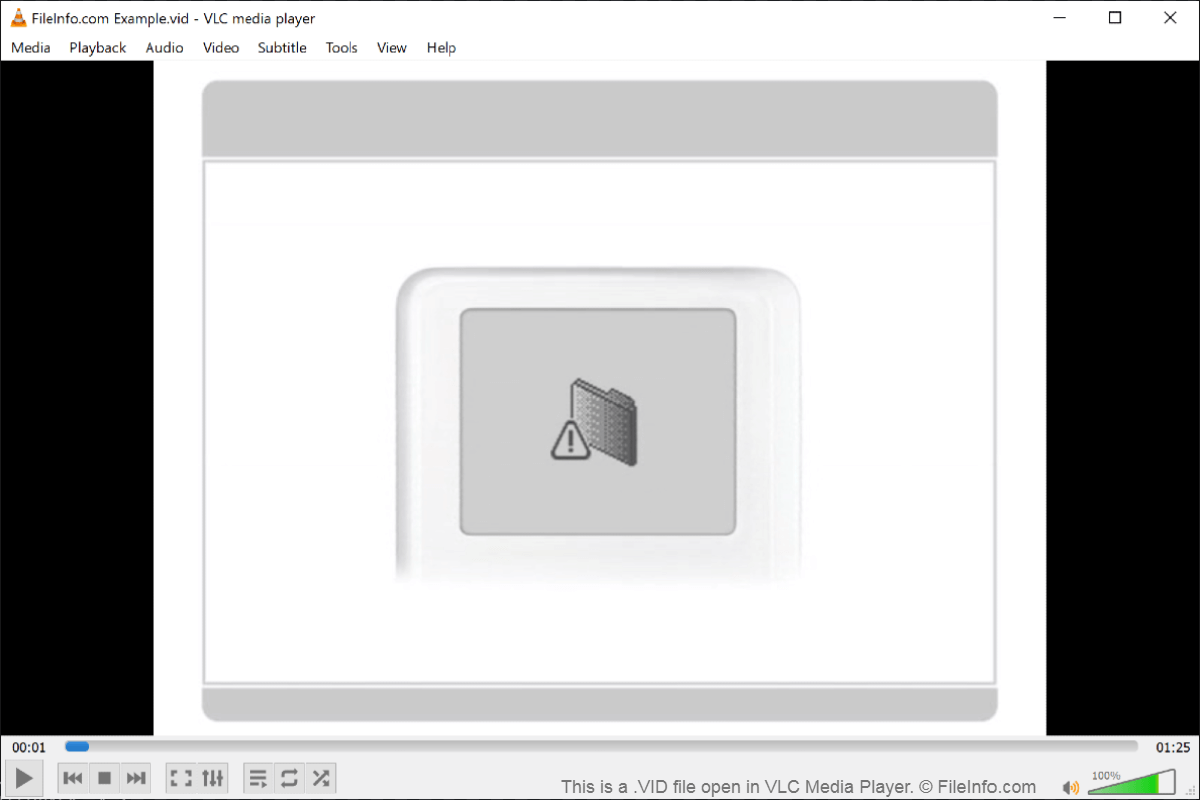 FileInfo.com Example.vid - VLC media player
Media Playback Audio Video Subtitle Tools View Help
00:01 01:25
100%
This is a .VID file open in VLC Media Player. © FileInfo.com